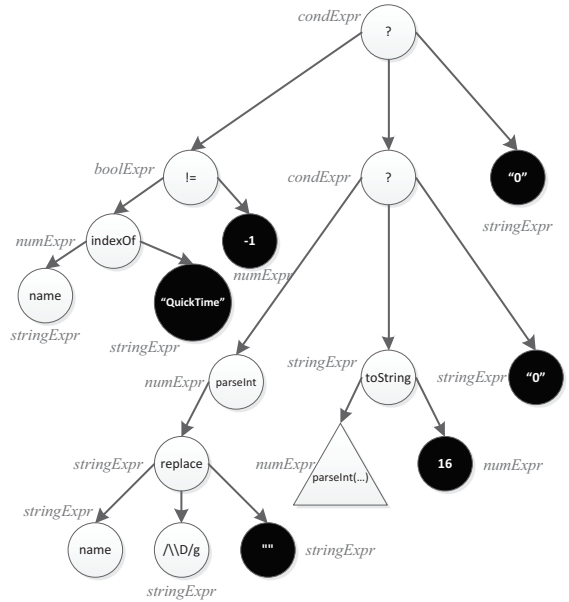 condExpr
?
boolExpr
!=
condExpr
?
“0”
stringExpr
numExpr
indexOf
-1
numExpr
name
stringExpr
“QuickTime”
stringExpr
numExpr
parseInt
stringExpr
toString
stringExpr
“0”
stringExpr
replace
numExpr
parseInt(...)
16
numExpr
stringExpr
name
/\\D/g
stringExpr
""
stringExpr